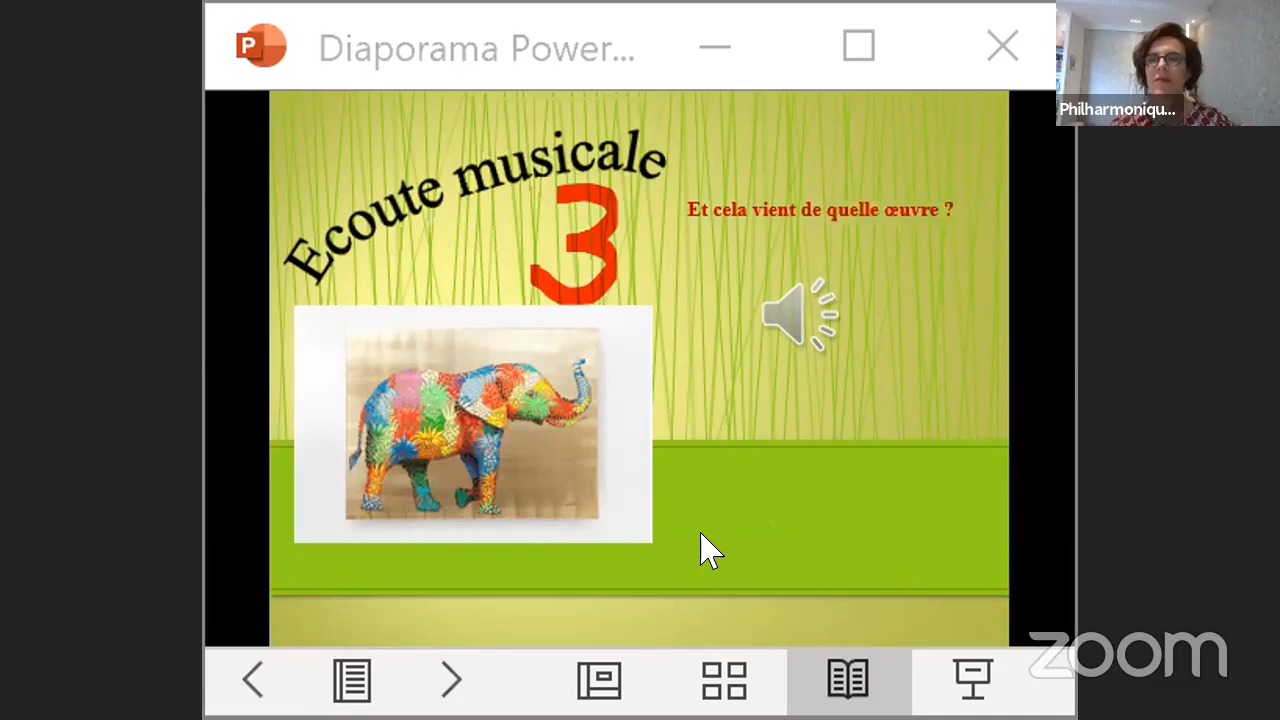 P
Diaporama Power...
Philharmoniqu...
Ecoute musicale
3
Et cela vient de quelle œuvre ?
zoom